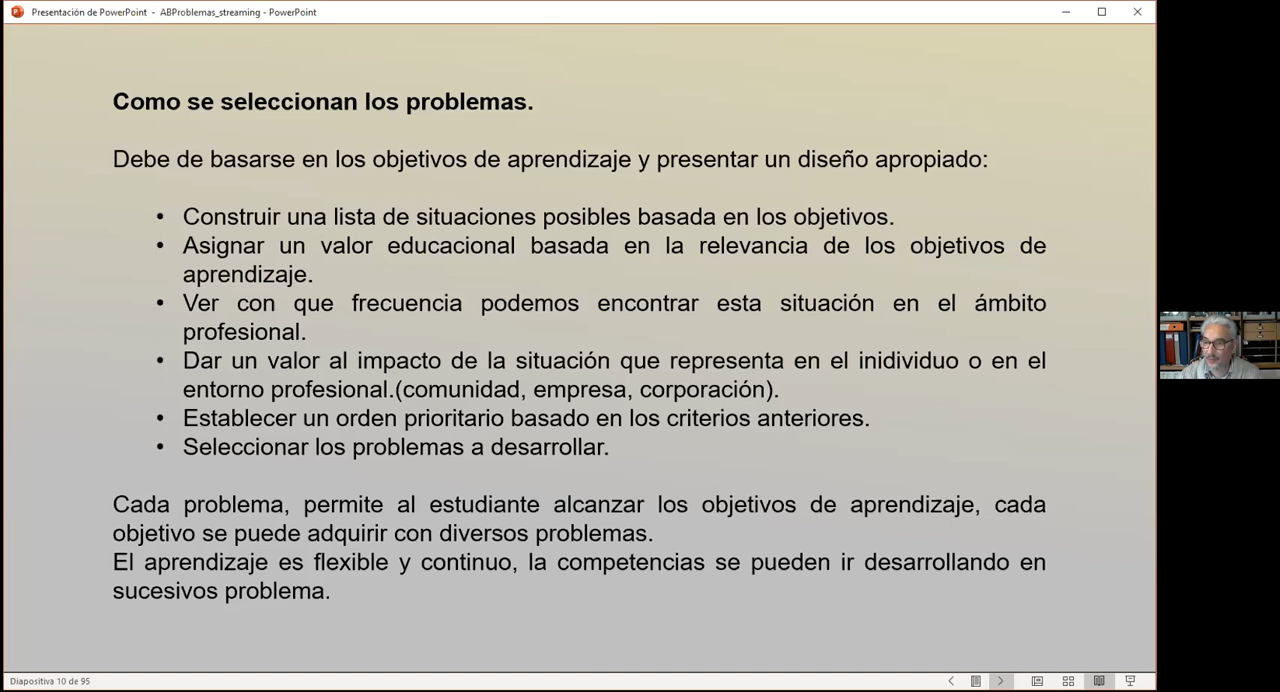 Presentación de PowerPoint - ABProblemas_streaming - PowerPoint
Como se seleccionan los problemas.
Debe de basarse en los objetivos de aprendizaje y presentar un diseño apropiado:
• Construir una lista de situaciones posibles basada en los objetivos.
• Asignar un valor educacional basada en la relevancia de los objetivos de
aprendizaje.
• Ver con que frecuencia podemos encontrar esta situación en el ámbito
profesional.
• Dar un valor al impacto de la situación que representa en el inidividuo o en el
entorno profesional.(comunidad, empresa, corporación).
• Establecer un orden prioritario basado en los criterios anteriores.
• Seleccionar los problemas a desarrollar.
Cada problema, permite al estudiante alcanzar los objetivos de aprendizaje, cada
objetivo se puede adquirir con diversos problemas.
El aprendizaje es flexible y continuo, la competencias se pueden ir desarrollando en
sucesivos problema.
Diapositiva 10 de 95